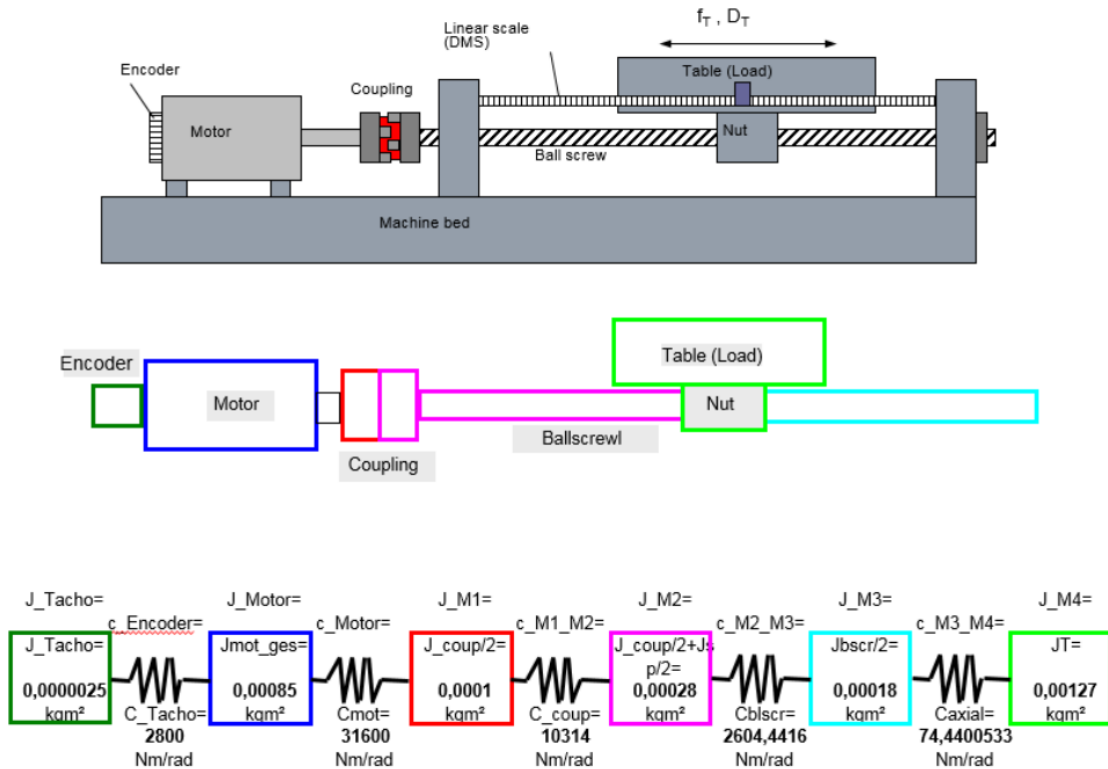 f_T , D_T
Linear scale
(DMS)
Encoder
Table (Load)
Coupling
Motor
Nut
Ball screw
Machine bed
Table (Load)
Encoder
Motor
Nut
Ballscrewl
Coupling
J_Tacho=
J_Motor=
J_M1=
J_M2=
J_M3=
J_M4=
c_Encoder=
c_Motor=
c_M1_M2=
c_M2_M3=
c_M3_M4=
J_Tacho=
0,0000025
kgm²
C_Tacho=
2800
Nm/rad
Jmot_ges=
0,00085
kgm²
Cmot=
31600
Nm/rad
J_coup/2=
0,0001
kgm²
C_coup=
10314
Nm/rad
J_coup/2+Js
p/2=
0,00028
kgm²
Cblscr=
2604,4416
Nm/rad
Jbscr/2=
0,00018
kgm²
Caxial=
74,4400533
Nm/rad
JT=
0,00127
kgm²